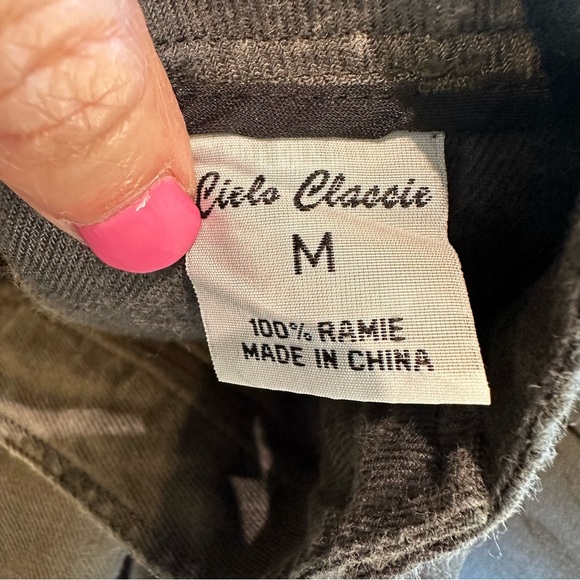 Cielo Classic
M
100% RAMIE
MADE IN CHINA